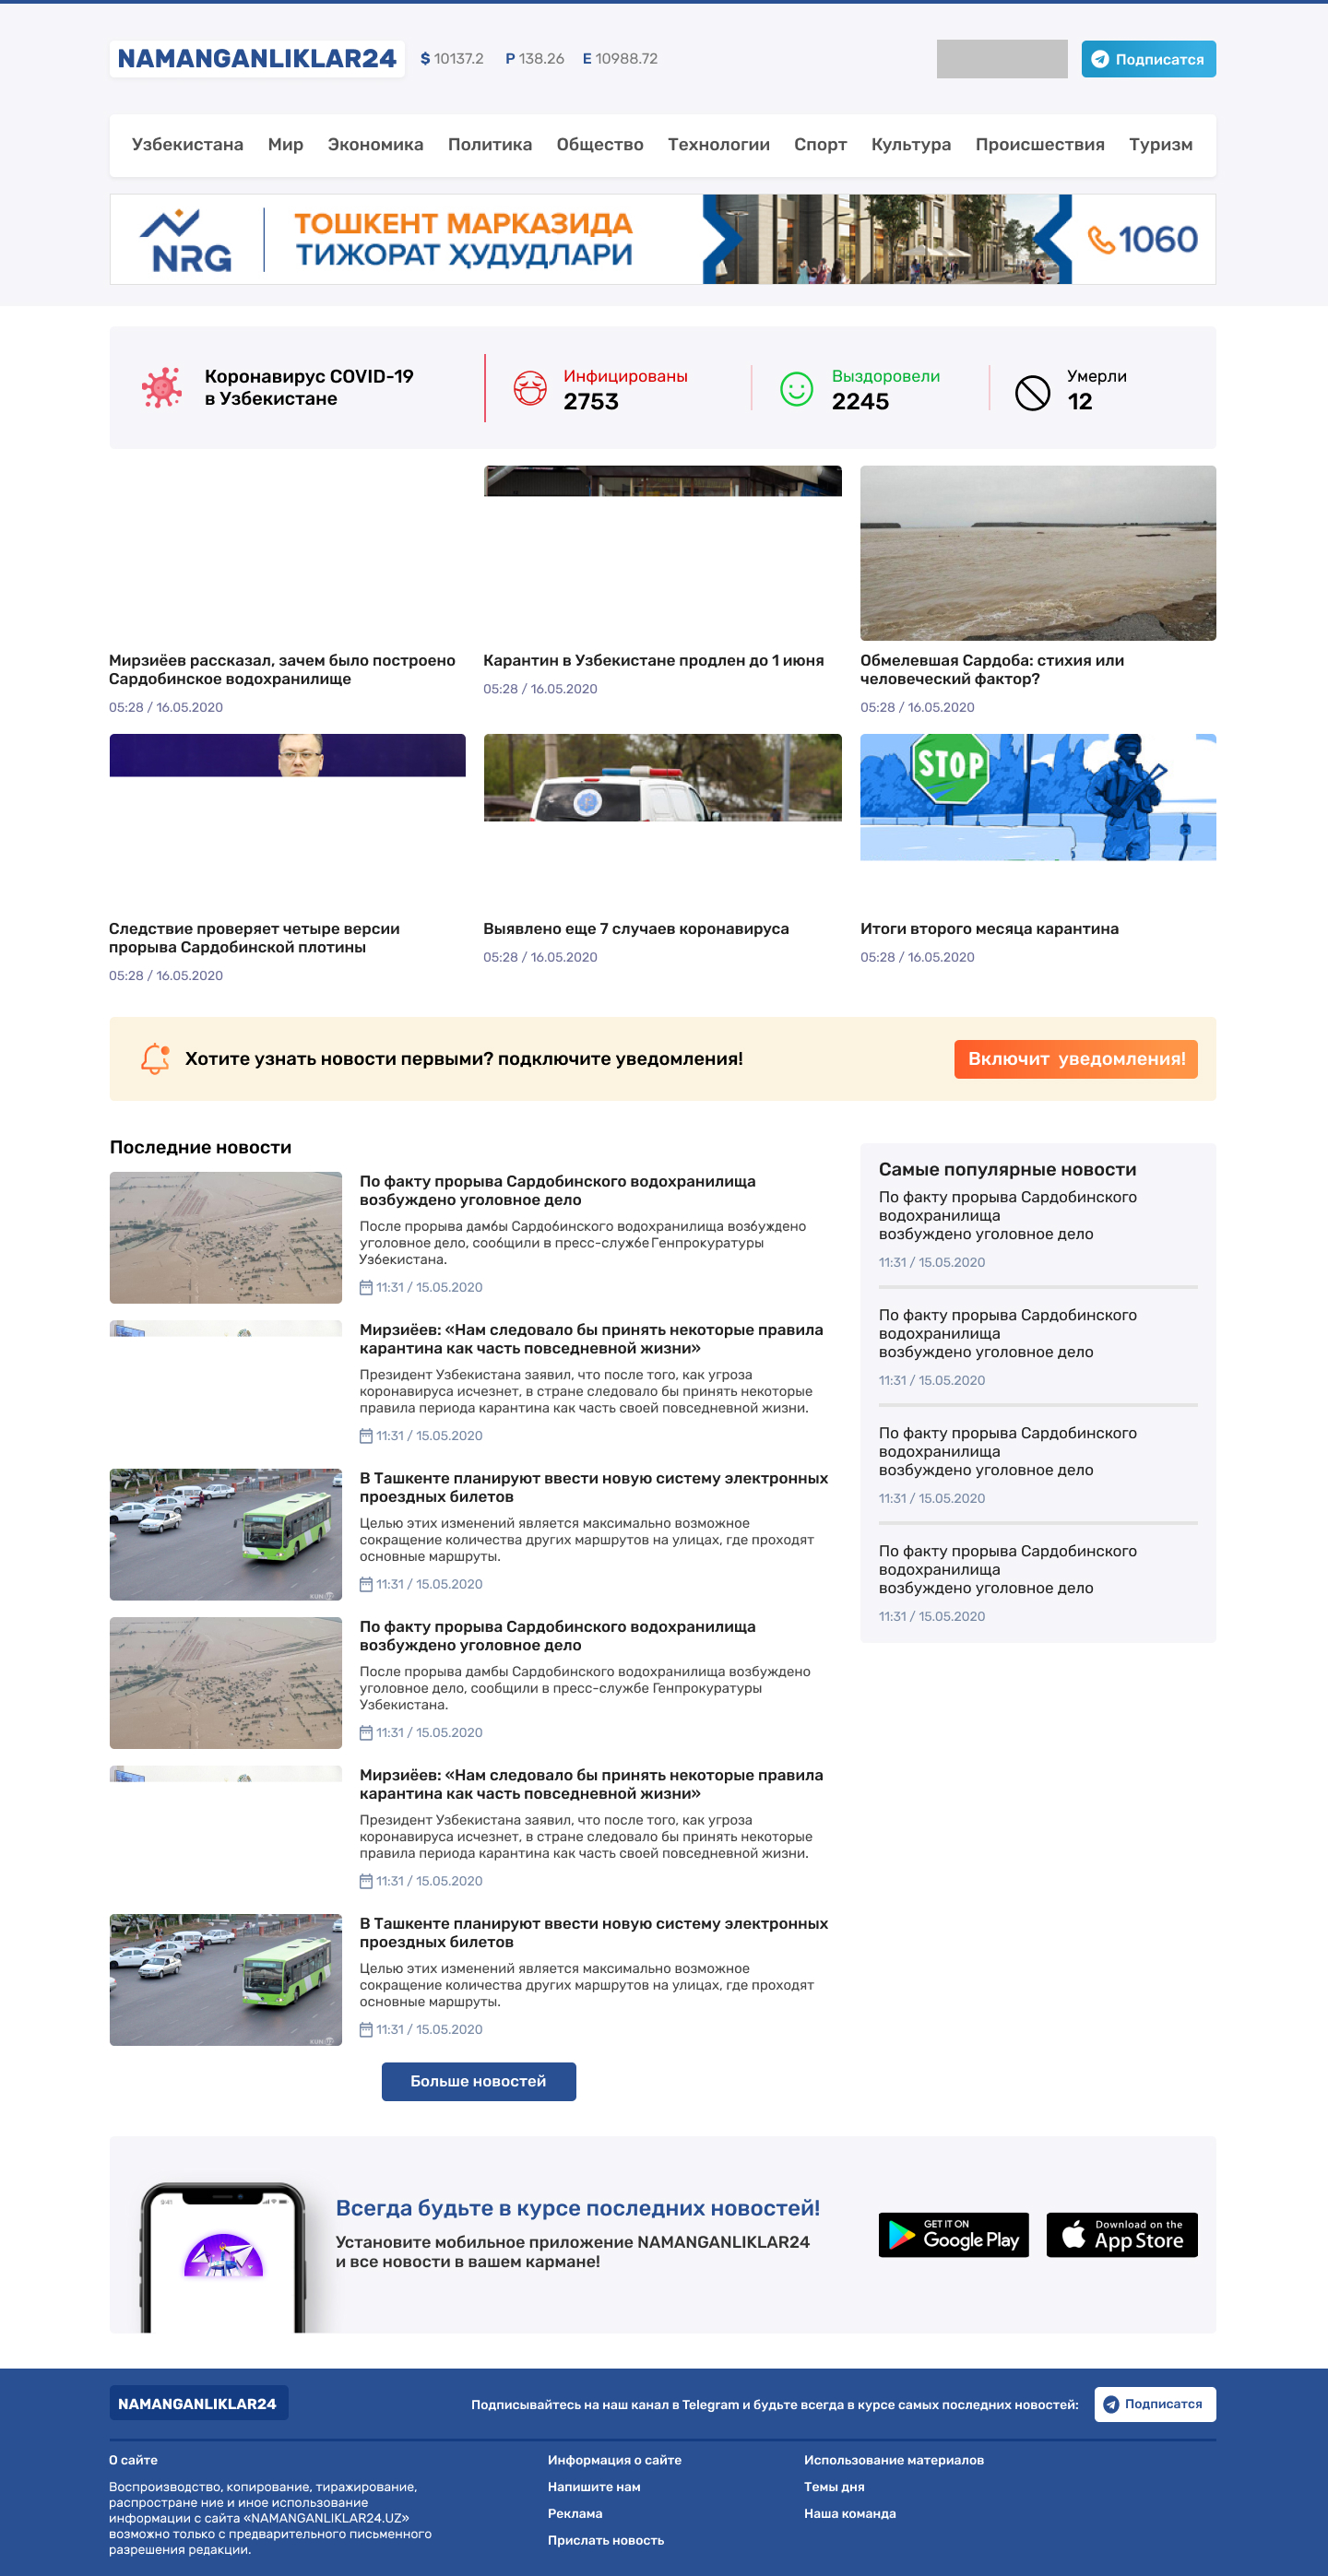 NAMANGANLIKLAR24
$ 10137.2 P 138.26 E 10988.72
Подписатся
Узбекистана Мир Экономика Политика Общество Технологии Спорт Культура Происшествия Туризм
NRG
ТОШКЕНТ МАРКАЗИДА
ТИЖОРАТ ҲУДУДЛАРИ
1060
Коронавирус COVID-19
в Узбекистане
Инфицированы
2753
Выздоровели
2245
Умерли
12
Мирзиёев рассказал, зачем было построено
Сардобинское водохранилище
05:28 / 16.05.2020
Карантин в Узбекистане продлен до 1 июня
05:28 / 16.05.2020
Обмелевшая Сардоба: стихия или
человеческий фактор?
05:28 / 16.05.2020
STOP
Следствие проверяет четыре версии
прорыва Сардобинской плотины
05:28 / 16.05.2020
Выявлено еще 7 случаев коронавируса
05:28 / 16.05.2020
Итоги второго месяца карантина
05:28 / 16.05.2020
Хотите узнать новости первыми? подключите уведомления!
Включит уведомления!
Последние новости
По факту прорыва Сардобинского водохранилища
возбуждено уголовное дело
После прорыва дамбы Сардобинского водохранилища возбуждено
уголовное дело, сообщили в пресс-службе Генпрокуратуры
Узбекистана.
11:31 / 15.05.2020
Мирзиёев: «Нам следовало бы принять некоторые правила
карантина как часть повседневной жизни»
Президент Узбекистана заявил, что после того, как угроза
коронавируса исчезнет, в стране следовало бы принять некоторые
правила периода карантина как часть своей повседневной жизни.
11:31 / 15.05.2020
В Ташкенте планируют ввести новую систему электронных
проездных билетов
Целью этих изменений является максимально возможное
сокращение количества других маршрутов на улицах, где проходят
основные маршруты.
11:31 / 15.05.2020
KUN.UZ
По факту прорыва Сардобинского водохранилища
возбуждено уголовное дело
После прорыва дамбы Сардобинского водохранилища возбуждено
уголовное дело, сообщили в пресс-службе Генпрокуратуры
Узбекистана.
11:31 / 15.05.2020
Мирзиёев: «Нам следовало бы принять некоторые правила
карантина как часть повседневной жизни»
Президент Узбекистана заявил, что после того, как угроза
коронавируса исчезнет, в стране следовало бы принять некоторые
правила периода карантина как часть своей повседневной жизни.
11:31 / 15.05.2020
В Ташкенте планируют ввести новую систему электронных
проездных билетов
Целью этих изменений является максимально возможное
сокращение количества других маршрутов на улицах, где проходят
основные маршруты.
11:31 / 15.05.2020
KUN.UZ
Больше новостей
Самые популярные новости
По факту прорыва Сардобинского
водохранилища
возбуждено уголовное дело
11:31 / 15.05.2020
По факту прорыва Сардобинского
водохранилища
возбуждено уголовное дело
11:31 / 15.05.2020
По факту прорыва Сардобинского
водохранилища
возбуждено уголовное дело
11:31 / 15.05.2020
По факту прорыва Сардобинского
водохранилища
возбуждено уголовное дело
11:31 / 15.05.2020
9:41
Всегда будьте в курсе последних новостей!
Установите мобильное приложение NAMANGANLIKLAR24
и все новости в вашем кармане!
GET IT ON
Google Play
Download on the
App Store
NAMANGANLIKLAR24
Подписывайтесь на наш канал в Telegram и будьте всегда в курсе самых последних новостей:
Подписатся
О сайте
Воспроизводство, копирование, тиражирование,
распростране ние и иное использование
информации с сайта «NAMANGANLIKLAR24.UZ»
возможно только с предварительного письменного
разрешения редакции.
Информация о сайте
Напишите нам
Реклама
Прислать новость
Использование материалов
Темы дня
Наша команда